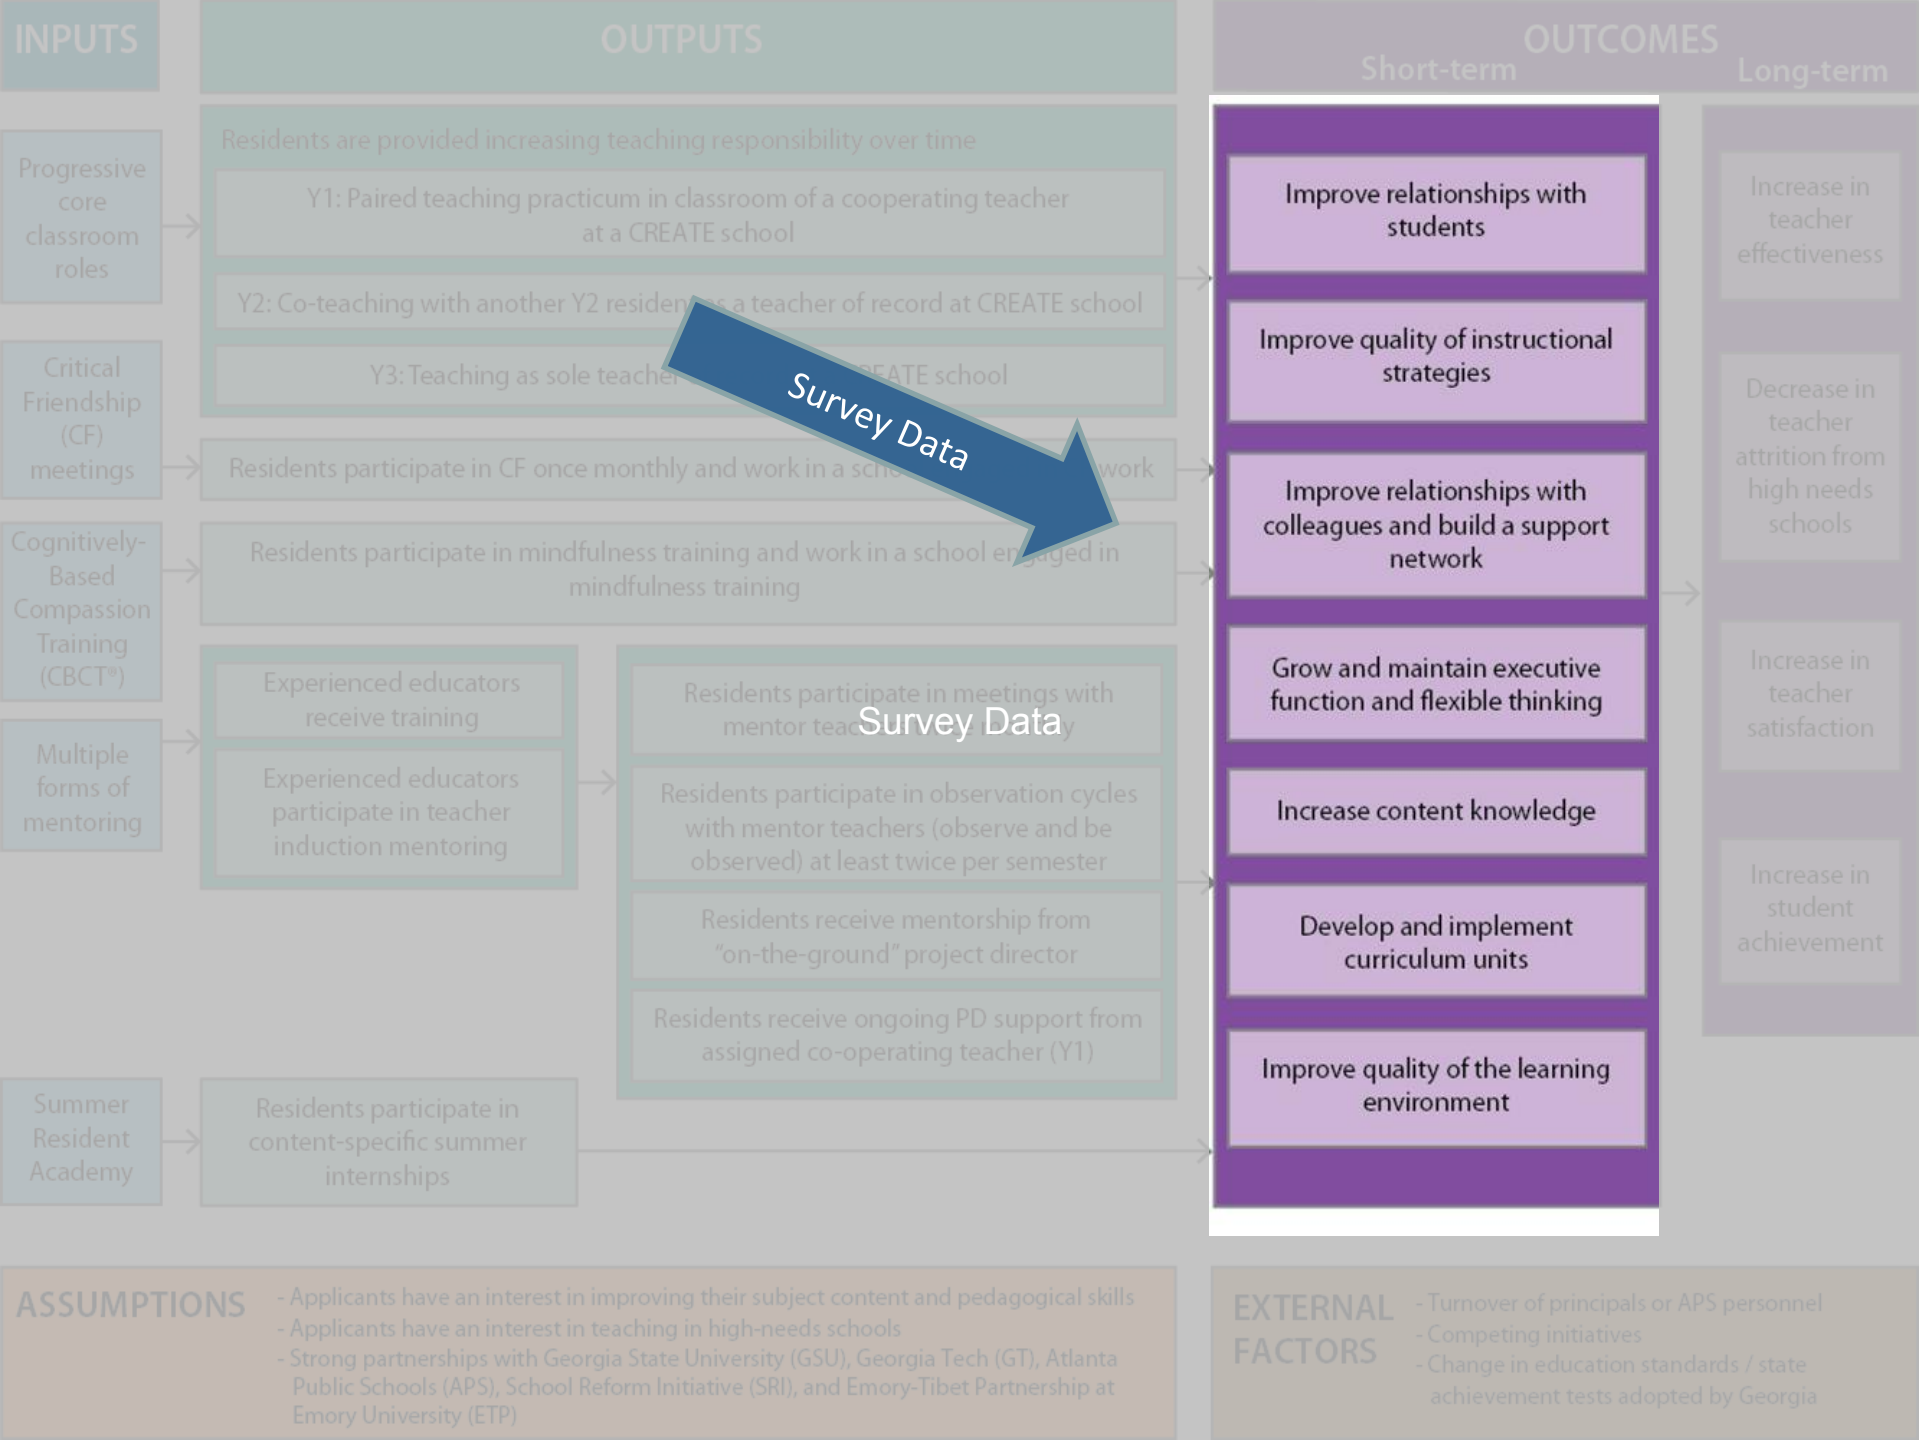 INPUTS
OUTPUTS
OUTCOMES
Short-term
Long-term
Progressive
core
classroom
roles
Critical
Friendship
(CF)
meetings
Cognitively-
Based
Compassion
Training
(CBCT®)
Multiple
forms of
mentoring
Summer
Resident
Academy
Residents are provided increasing teaching responsibility over time
Y1: Paired teaching practicum in classroom of a cooperating teacher
at a CREATE school
Y2: Co-teaching with another Y2 resident as a teacher of record at CREATE school
Y3: Teaching as sole teacher CREATE school
Residents participate in CF once monthly and work in a work
Residents participate in mindfulness training and work in a school engaged in
mindfulness training
Survey Data
Experienced educators
receive training
Experienced educators
participate in teacher
induction mentoring
Residents participate in meetings with
mentor
Survey Data
Residents participate in observation cycles
with mentor teachers (observe and be
observed) at least twice per semester
Residents receive mentorship from
“on-the-ground” project director
Residents receive ongoing PD support from
assigned co-operating teacher (Y1)
Residents participate in
content-specific summer
internships
Improve relationships with
students
Improve quality of instructional
strategies
Improve relationships with
colleagues and build a support
network
Grow and maintain executive
function and flexible thinking
Increase content knowledge
Develop and implement
curriculum units
Improve quality of the learning
environment
Increase in
teacher
effectiveness
Decrease in
teacher
attrition from
high needs
schools
Increase in
teacher
satisfaction
Increase in
student
achievement
ASSUMPTIONS
- Applicants have an interest in improving their subject content and pedagogical skills
- Applicants have an interest in teaching in high-needs schools
- Strong partnerships with Georgia State University (GSU), Georgia Tech (GT), Atlanta
Public Schools (APS), School Reform Initiative (SRI), and Emory-Tibet Partnership at
Emory University (ETP)
EXTERNAL
FACTORS
- Turnover of principals or APS personnel
- Competing initiatives
- Change in education standards / state
achievement tests adopted by Georgia